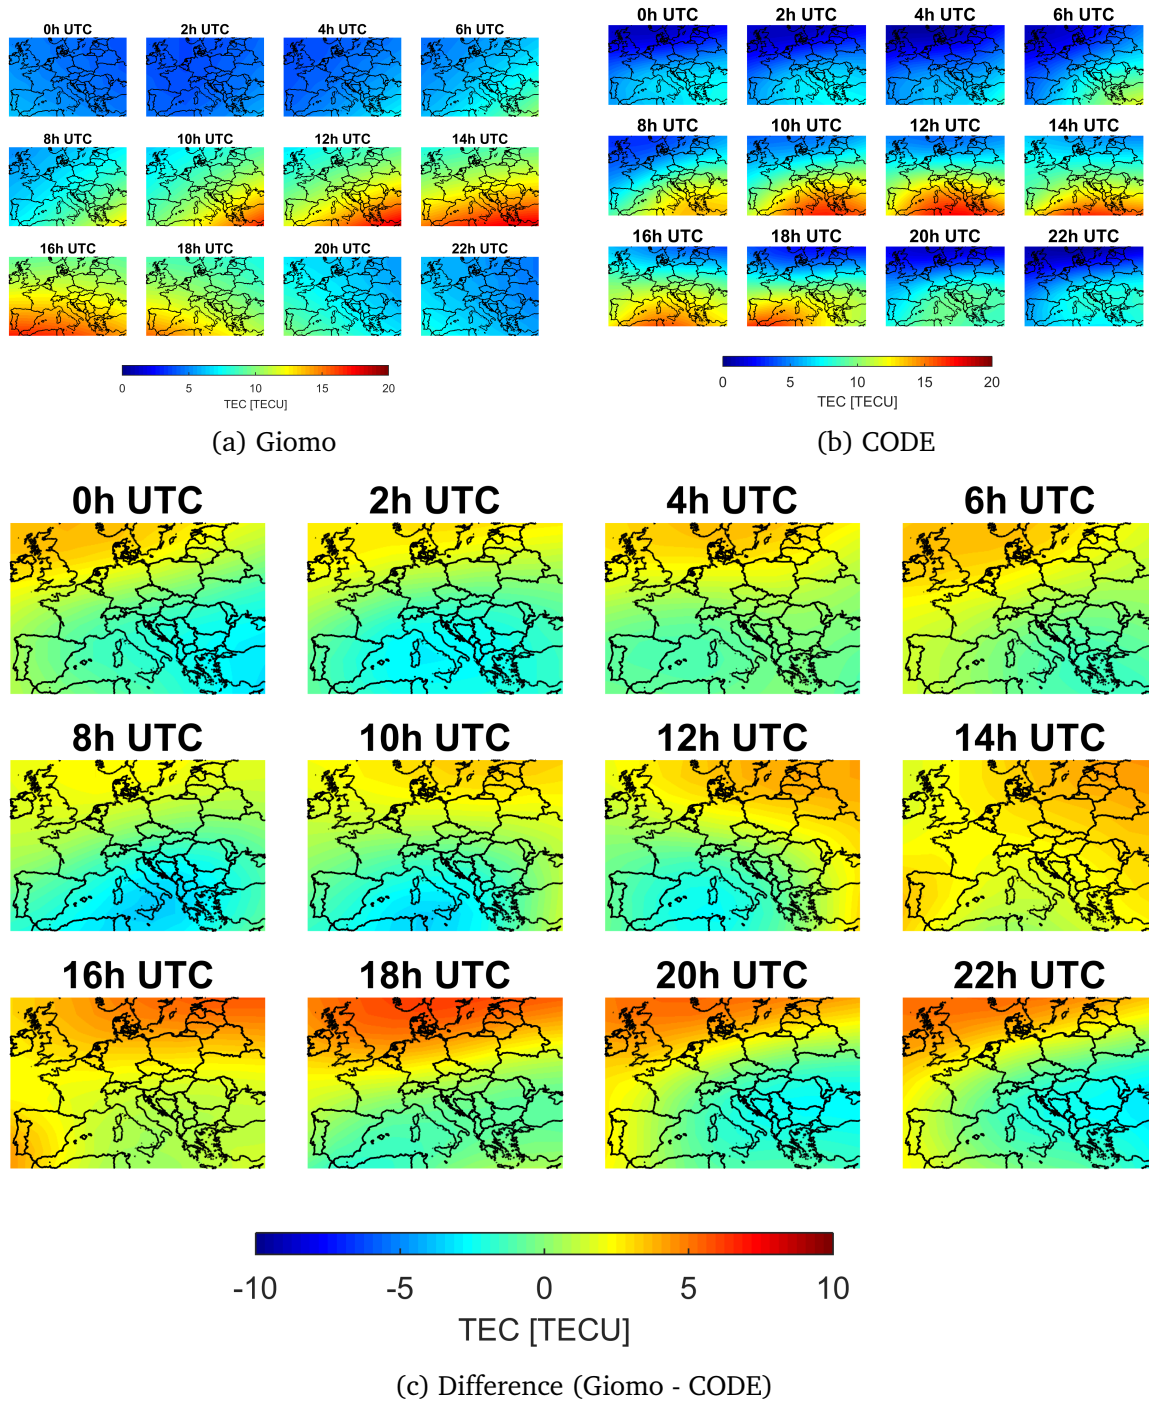 0h UTC 2h UTC 4h UTC 6h UTC
8h UTC 10h UTC 12h UTC 14h UTC
16h UTC 18h UTC 20h UTC 22h UTC
0 5 10 15 20
TEC [TECU]
(a) Giomo
0h UTC 2h UTC 4h UTC 6h UTC
8h UTC 10h UTC 12h UTC 14h UTC
16h UTC 18h UTC 20h UTC 22h UTC
0 5 10 15 20
TEC [TECU]
(b) CODE
0h UTC 2h UTC 4h UTC 6h UTC
8h UTC 10h UTC 12h UTC 14h UTC
16h UTC 18h UTC 20h UTC 22h UTC
-10 -5 0 5 10
TEC [TECU]
(c) Difference (Giomo - CODE)